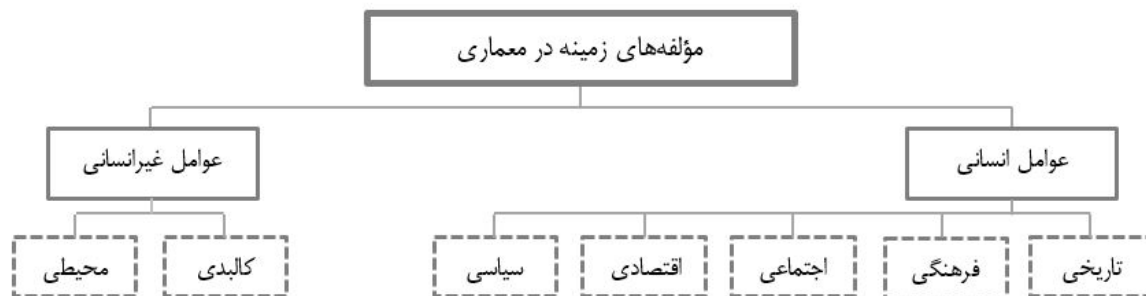 مؤلفه‌های زمینه در معماری
عوامل انسانی
عوامل غیرانسانی
تاریخی
فرهنگی
اجتماعی
اقتصادی
سیاسی
کالبدی
محیطی